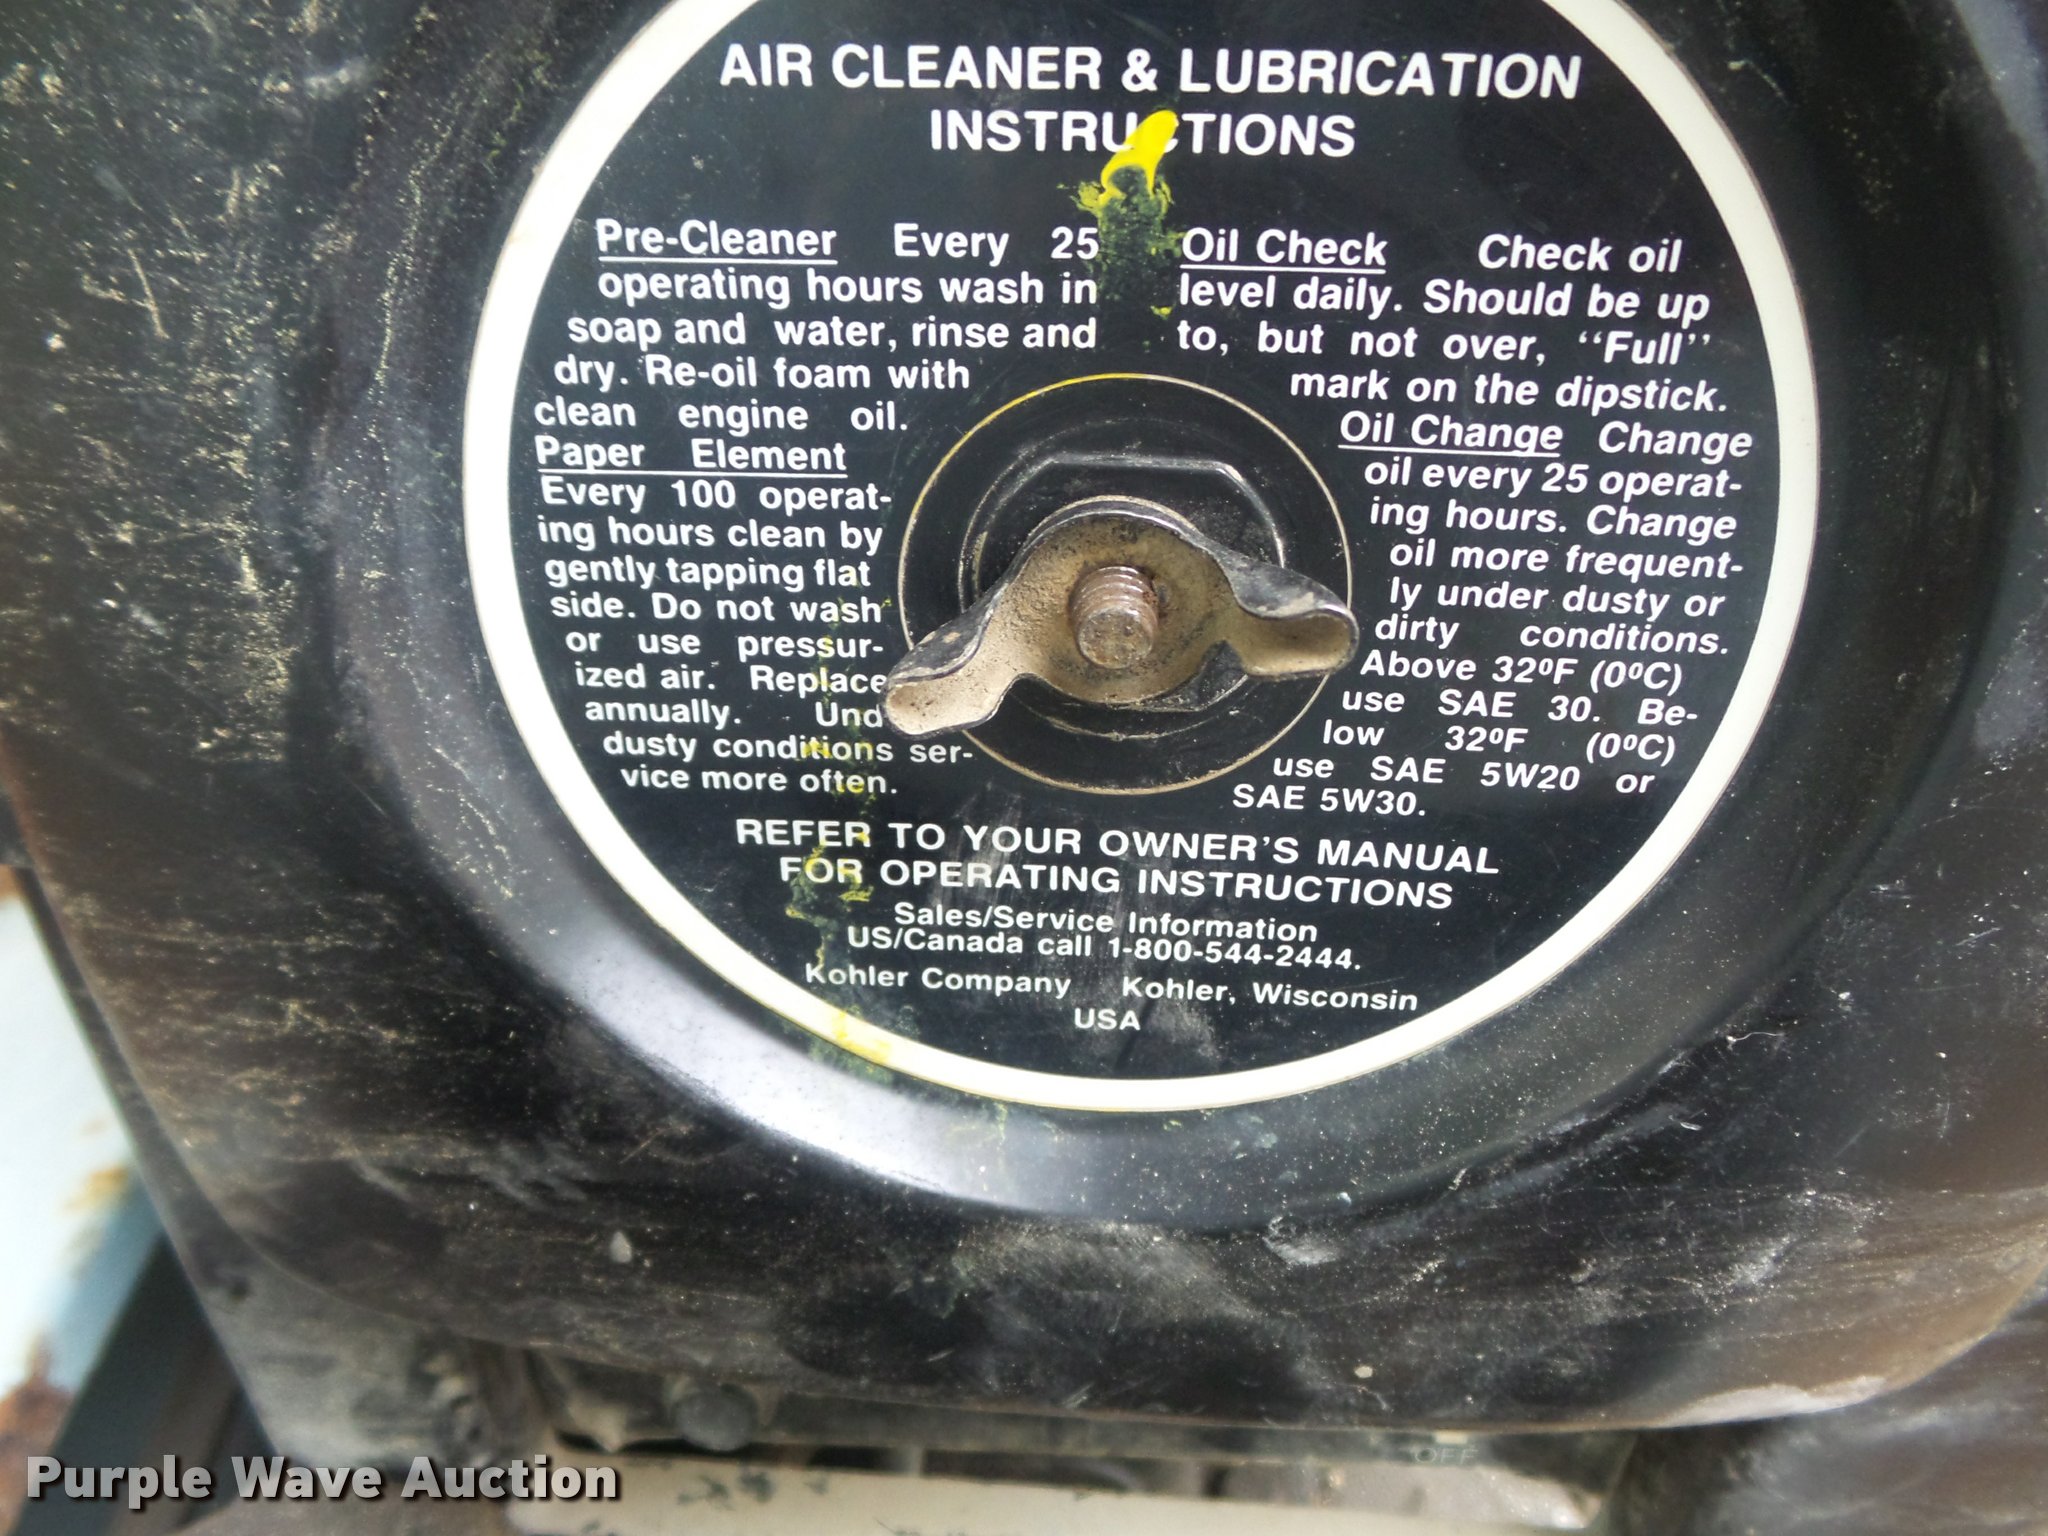 AIR CLEANER & LUBRICATION
INSTRUCTIONS
Pre-Cleaner Every 25
operating hours wash in
soap and water, rinse and
dry. Re-oil foam with
clean engine oil.
Paper Element
Every 100 operat-
ing hours clean by
gently tapping flat
side. Do not wash
or use pressur-
ized air. Replace
annually. Und
dusty conditions ser-
vice more often.
Oil Check Check oil
level daily. Should be up
to, but not over, "Full"
mark on the dipstick.
Oil Change Change
oil every 25 operat-
ing hours. Change
oil more frequent-
ly under dusty or
dirty conditions.
Above 32ºF (0ºC)
use SAE 30. Be-
low 32ºF (0ºC)
use SAE 5W20 or
SAE 5W30.
REFER TO YOUR OWNER'S MANUAL
FOR OPERATING INSTRUCTIONS
Sales/Service Information
US/Canada call 1-800-544-2444.
Kohler Company Kohler, Wisconsin
USA
OFF
Purple Wave Auction